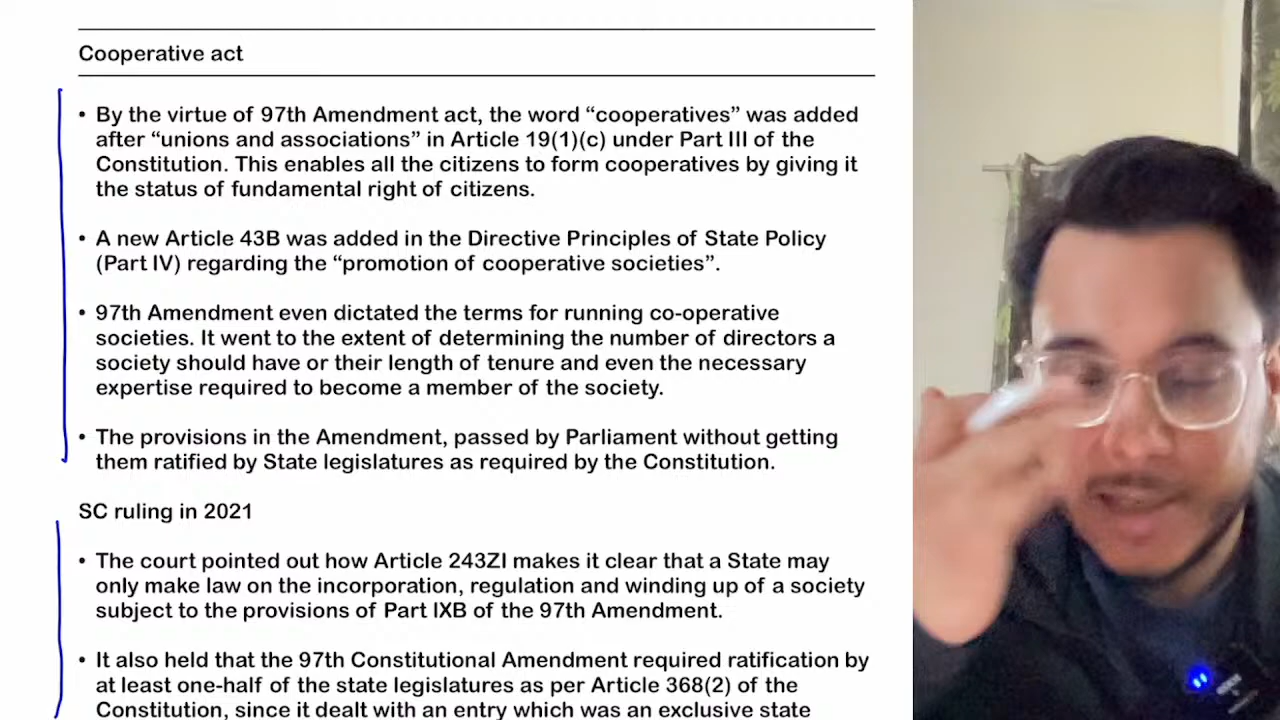 Cooperative act
• By the virtue of 97th Amendment act, the word “cooperatives” was added
after “unions and associations” in Article 19(1)(c) under Part III of the
Constitution. This enables all the citizens to form cooperatives by giving it
the status of fundamental right of citizens.
• A new Article 43B was added in the Directive Principles of State Policy
(Part IV) regarding the “promotion of cooperative societies”.
• 97th Amendment even dictated the terms for running co-operative
societies. It went to the extent of determining the number of directors a
society should have or their length of tenure and even the necessary
expertise required to become a member of the society.
• The provisions in the Amendment, passed by Parliament without getting
them ratified by State legislatures as required by the Constitution.
SC ruling in 2021
• The court pointed out how Article 243ZI makes it clear that a State may
only make law on the incorporation, regulation and winding up of a society
subject to the provisions of Part IXB of the 97th Amendment.
• It also held that the 97th Constitutional Amendment required ratification by
at least one-half of the state legislatures as per Article 368(2) of the
Constitution, since it dealt with an entry which was an exclusive state